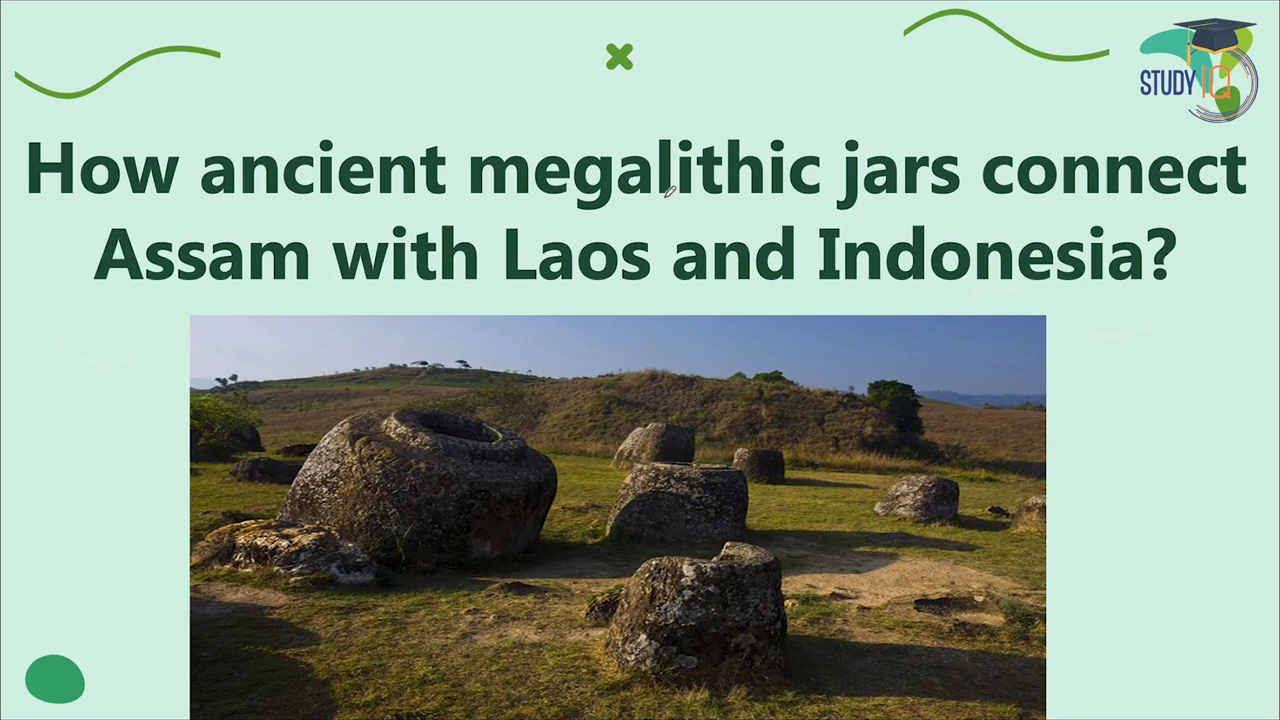 STUDY IQ
How ancient megalithic jars connect
Assam with Laos and Indonesia?